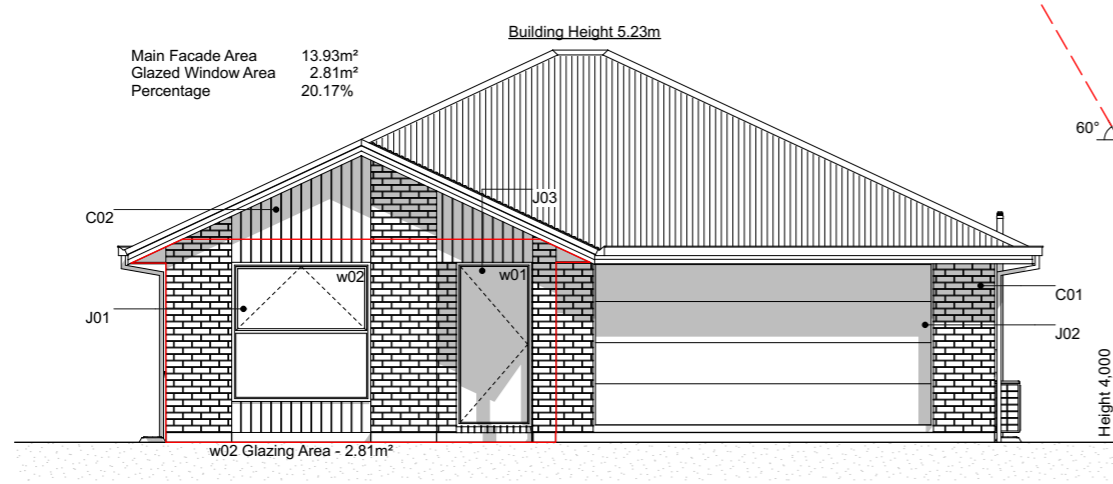 Building Height 5.23m
Main Facade Area 13.93m²
Glazed Window Area 2.81m²
Percentage 20.17%
60°
J03
C02
w02
w01
C01
J01
J02
Height 4,000
w02 Glazing Area - 2.81m²